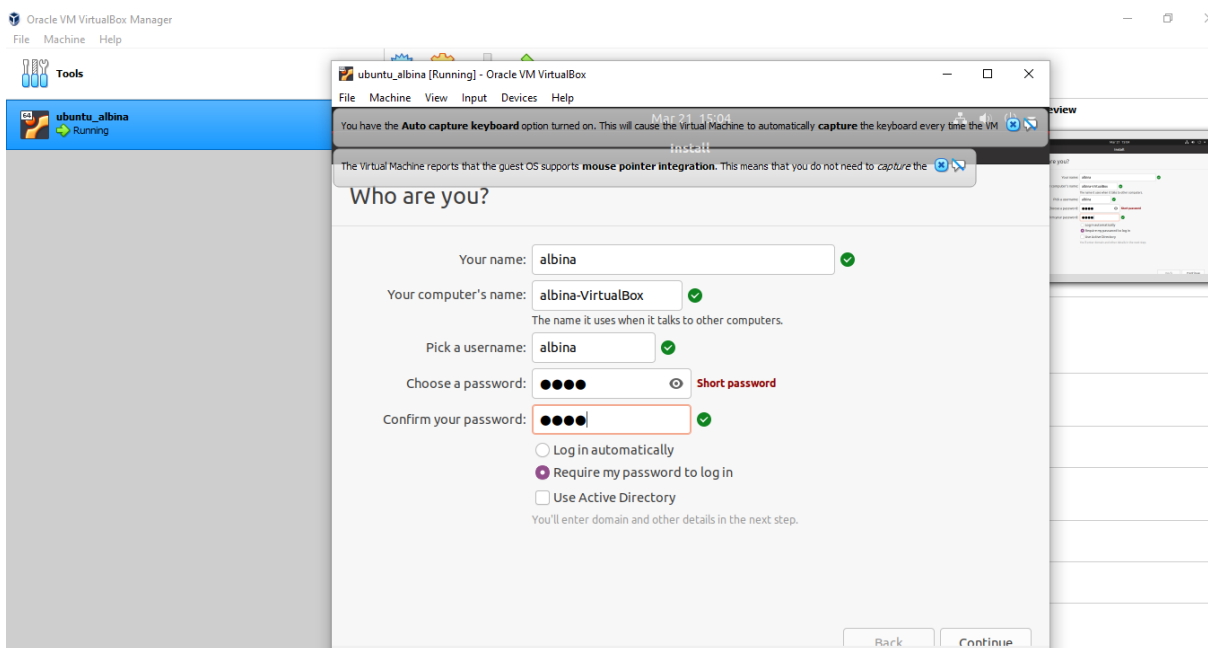 Oracle VM VirtualBox Manager
File Machine Help
Tools
64
ubuntu_albina
Running
ubuntu_albina [Running] - Oracle VM VirtualBox
File Machine View Input Devices Help
Mar 21 15:04
You have the Auto capture keyboard option turned on. This will cause the Virtual Machine to automatically capture the keyboard every time the VM
Install
The Virtual Machine reports that the guest OS supports mouse pointer integration. This means that you do not need to capture the
Who are you?
Your name: albina
Your computer's name: albina-VirtualBox
The name it uses when it talks to other computers.
Pick a username: albina
Choose a password: ●●●● Short password
Confirm your password: ●●●●
Log in automatically
Require my password to log in
Use Active Directory
You'll enter domain and other details in the next step.
Back Continue
eview